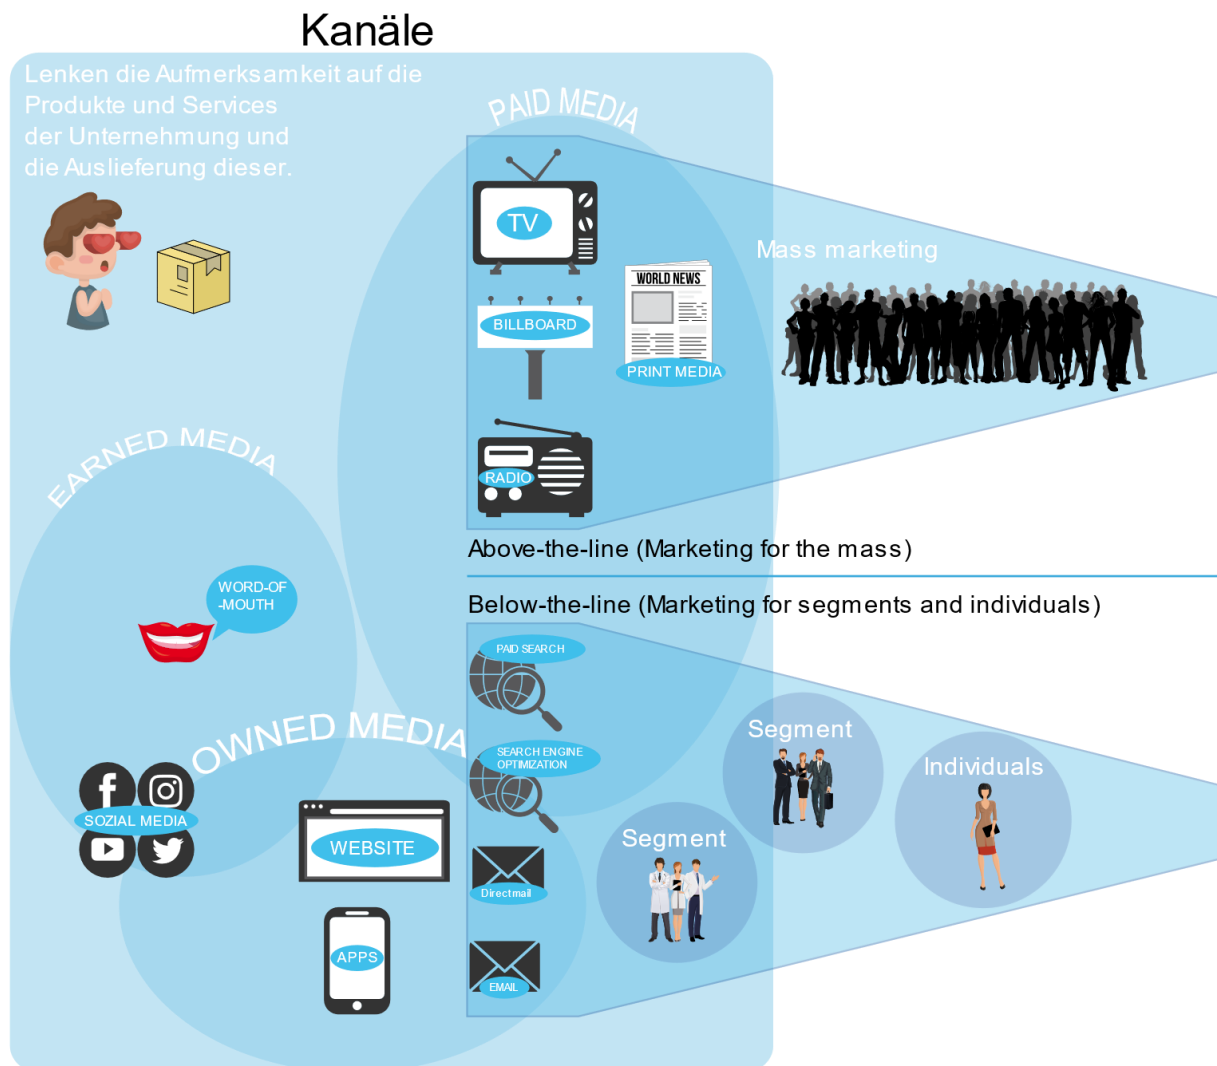 Kanäle
Lenken die Aufmerksamkeit auf die
Produkte und Services
der Unternehmung und
die Auslieferung dieser.
PAID MEDIA
TV
BILLBOARD
WORLD NEWS
PRINT MEDIA
RADIO
Mass marketing
Above-the-line (Marketing for the mass)
Below-the-line (Marketing for segments and individuals)
EARNED MEDIA
WORD-OF
-MOUTH
OWNED MEDIA
SOZIAL MEDIA
WEBSITE
APPS
PAID SEARCH
SEARCH ENGINE
OPTIMIZATION
Directmail
EMAIL
Segment
Segment
Individuals